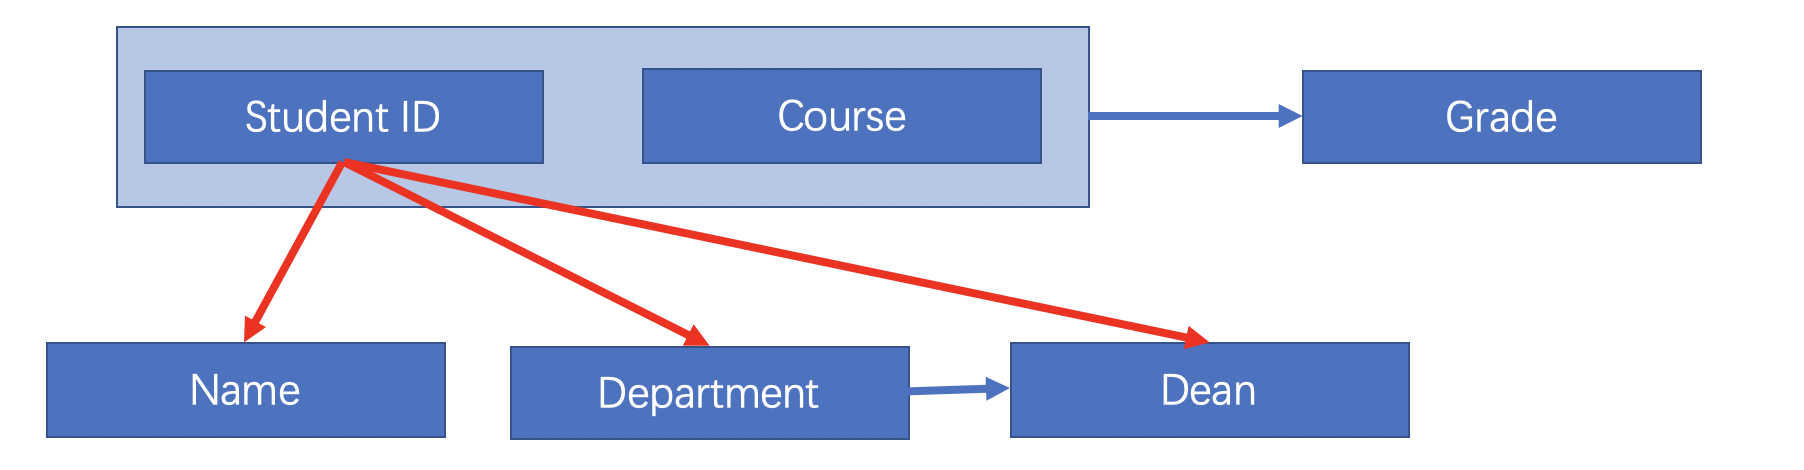 Student ID
Course
Grade
Name
Department
Dean